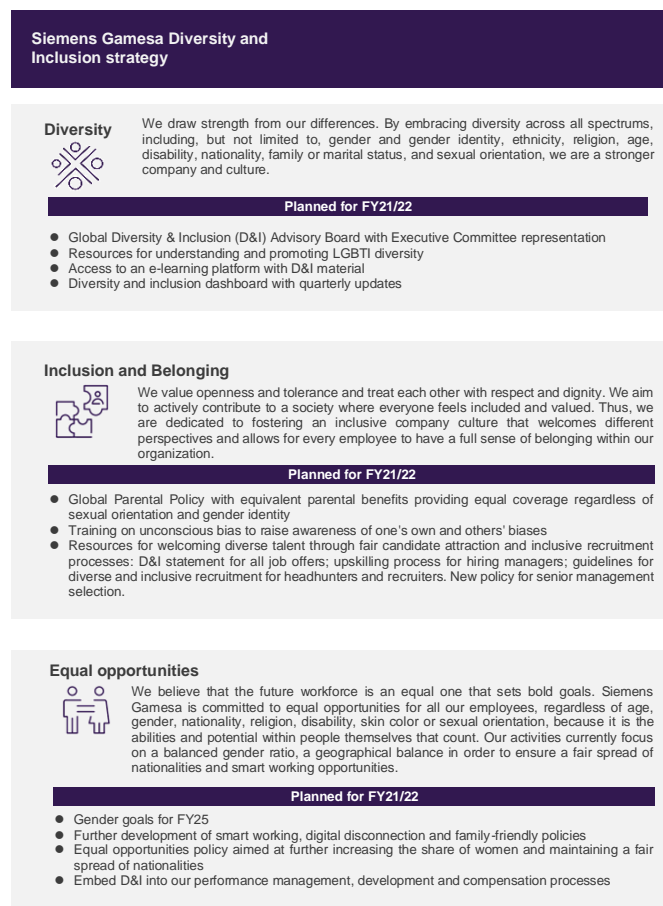 Siemens Gamesa Diversity and
Inclusion strategy
Diversity
We draw strength from our differences. By embracing diversity across all spectrums,
including, but not limited to, gender and gender identity, ethnicity, religion, age,
disability, nationality, family or marital status, and sexual orientation, we are a stronger
company and culture.
Planned for FY21/22
● Global Diversity & Inclusion (D&I) Advisory Board with Executive Committee representation
● Resources for understanding and promoting LGBTI diversity
● Access to an e-learning platform with D&I material
● Diversity and inclusion dashboard with quarterly updates
Inclusion and Belonging
We value openness and tolerance and treat each other with respect and dignity. We aim
to actively contribute to a society where everyone feels included and valued. Thus, we
are dedicated to fostering an inclusive company culture that welcomes different
perspectives and allows for every employee to have a full sense of belonging within our
organization.
Planned for FY21/22
● Global Parental Policy with equivalent parental benefits providing equal coverage regardless of
sexual orientation and gender identity
● Training on unconscious bias to raise awareness of one's own and others' biases
● Resources for welcoming diverse talent through fair candidate attraction and inclusive recruitment
processes: D&I statement for all job offers; upskilling process for hiring managers; guidelines for
diverse and inclusive recruitment for headhunters and recruiters. New policy for senior management
selection.
Equal opportunities
We believe that the future workforce is an equal one that sets bold goals. Siemens
Gamesa is committed to equal opportunities for all our employees, regardless of age,
gender, nationality, religion, disability, skin color or sexual orientation, because it is the
abilities and potential within people themselves that count. Our activities currently focus
on a balanced gender ratio, a geographical balance in order to ensure a fair spread of
nationalities and smart working opportunities.
Planned for FY21/22
● Gender goals for FY25
● Further development of smart working, digital disconnection and family-friendly policies
● Equal opportunities policy aimed at further increasing the share of women and maintaining a fair
spread of nationalities
● Embed D&I into our performance management, development and compensation processes